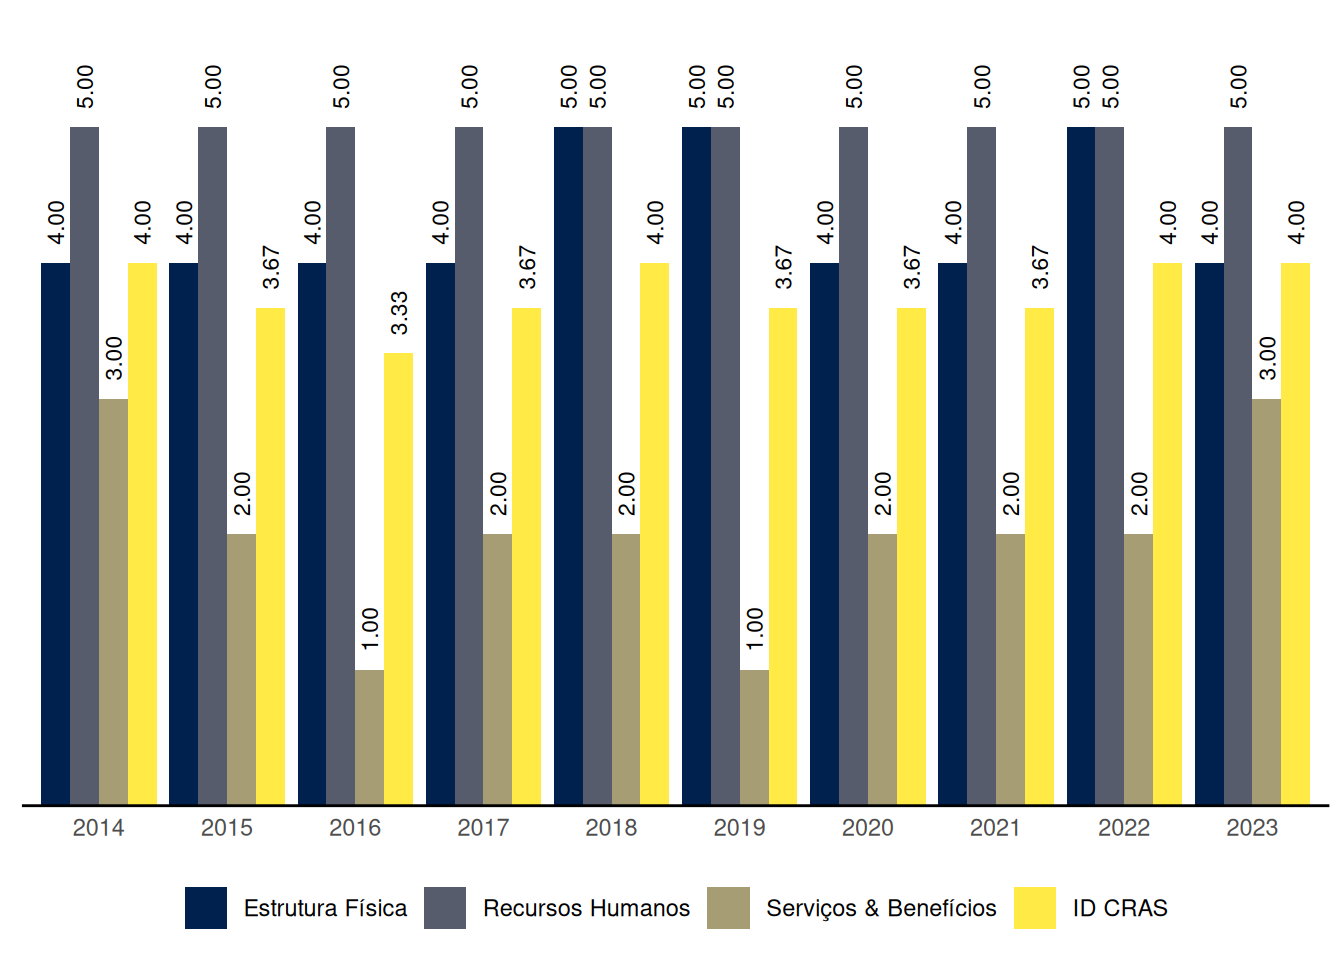 5.00 5.00 5.00 5.00 5.00 5.00 5.00 5.00 5.00 5.00 5.00 5.00 5.00
4.00 4.00 4.00 4.00 4.00 4.00 4.00 4.00 4.00 4.00 4.00
3.67 3.67 3.67 3.67 3.67
3.33
3.00 3.00
2.00 2.00 2.00 2.00 2.00 2.00
1.00 1.00
2014 2015 2016 2017 2018 2019 2020 2021 2022 2023
Estrutura Física Recursos Humanos Serviços & Benefícios ID CRAS